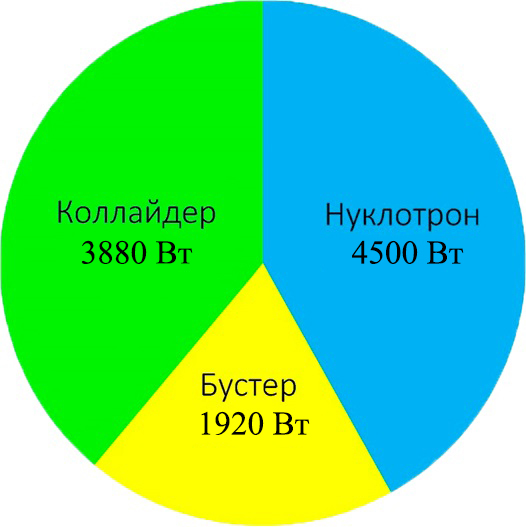 Коллайдер
3880 Вт
Нуклотрон
4500 Вт
Бустер
1920 Вт